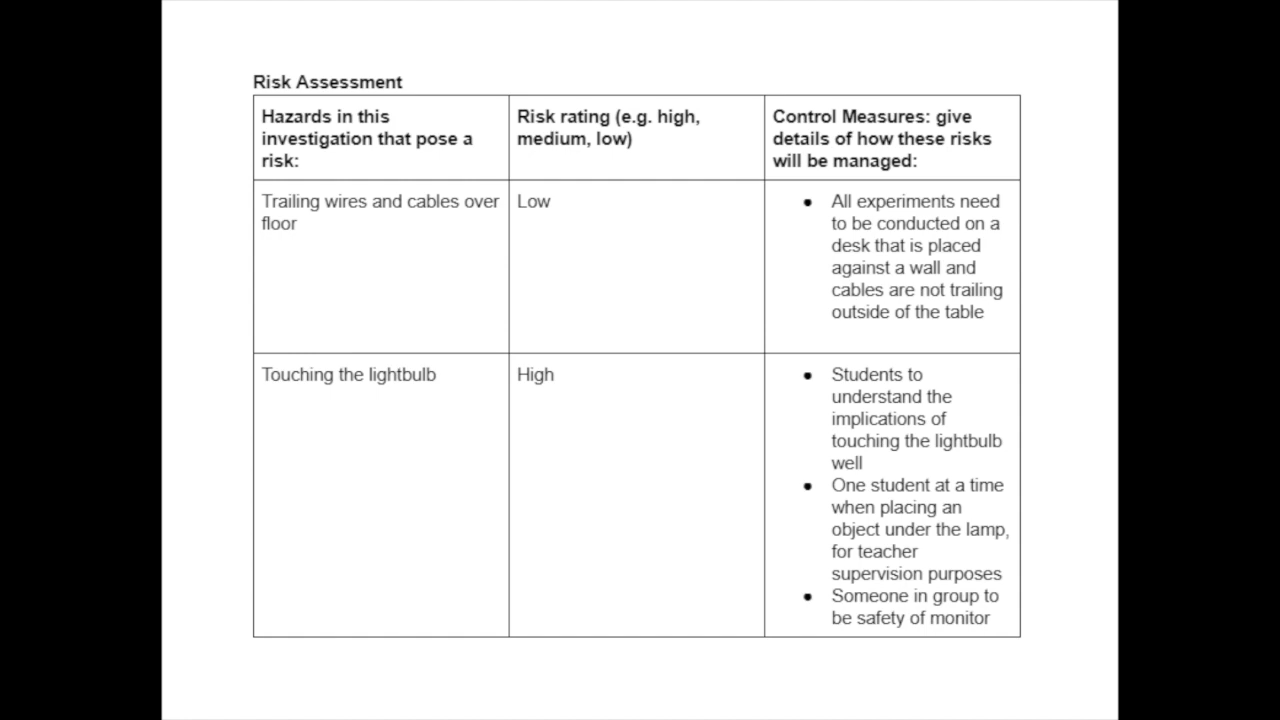 Risk Assessment
Hazards in this
investigation that pose a
risk:
Risk rating (e.g. high,
medium, low)
Control Measures: give
details of how these risks
will be managed:
Trailing wires and cables over
floor
Low
● All experiments need
to be conducted on a
desk that is placed
against a wall and
cables are not trailing
outside of the table
Touching the lightbulb
High
● Students to
understand the
implications of
touching the lightbulb
well
● One student at a time
when placing an
object under the lamp,
for teacher
supervision purposes
● Someone in group to
be safety of monitor